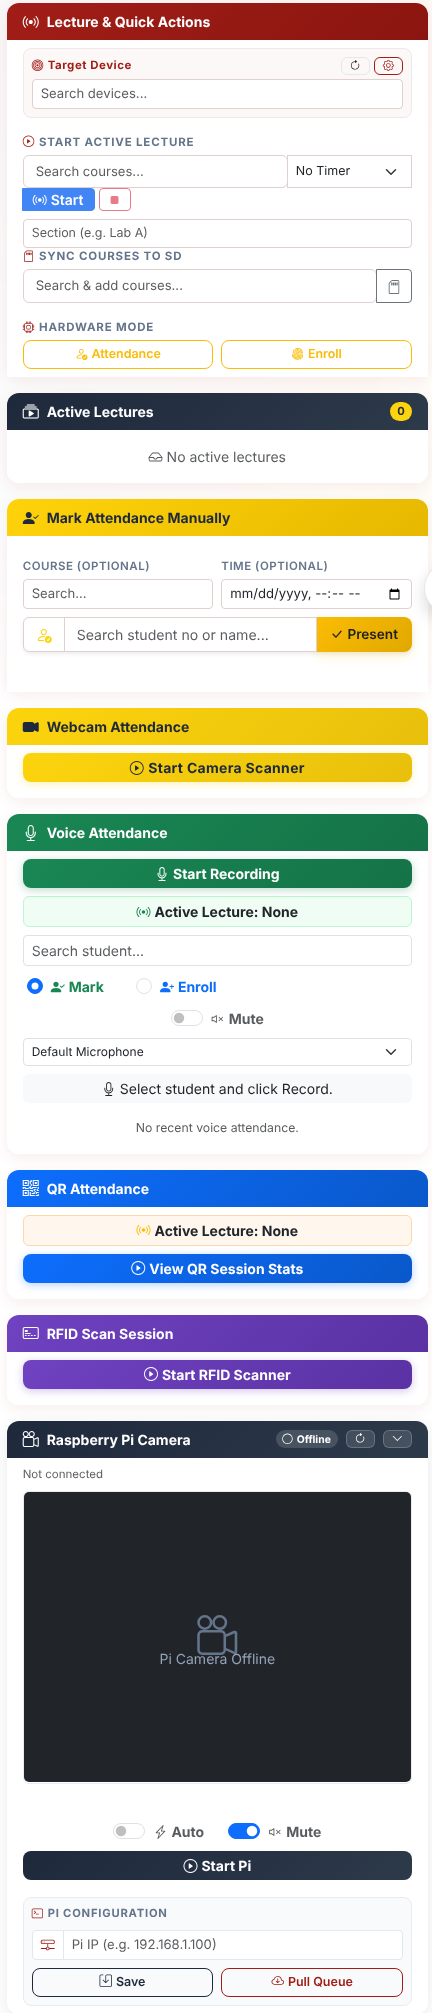 Lecture & Quick Actions
Target Device
Search devices...
START ACTIVE LECTURE
Search courses...
No Timer
Start
Section (e.g. Lab A)
SYNC COURSES TO SD
Search & add courses...
HARDWARE MODE
Attendance
Enroll
Active Lectures
0
No active lectures
Mark Attendance Manually
COURSE (OPTIONAL)
TIME (OPTIONAL)
Search...
mm/dd/yyyy, --:-- --
Search student no or name...
Present
Webcam Attendance
Start Camera Scanner
Voice Attendance
Start Recording
Active Lecture: None
Search student...
Mark
Enroll
Mute
Default Microphone
Select student and click Record.
No recent voice attendance.
QR Attendance
Active Lecture: None
View QR Session Stats
RFID Scan Session
Start RFID Scanner
Raspberry Pi Camera
Offline
Not connected
Pi Camera Offline
Auto
Mute
Start Pi
PI CONFIGURATION
Pi IP (e.g. 192.168.1.100)
Save
Pull Queue